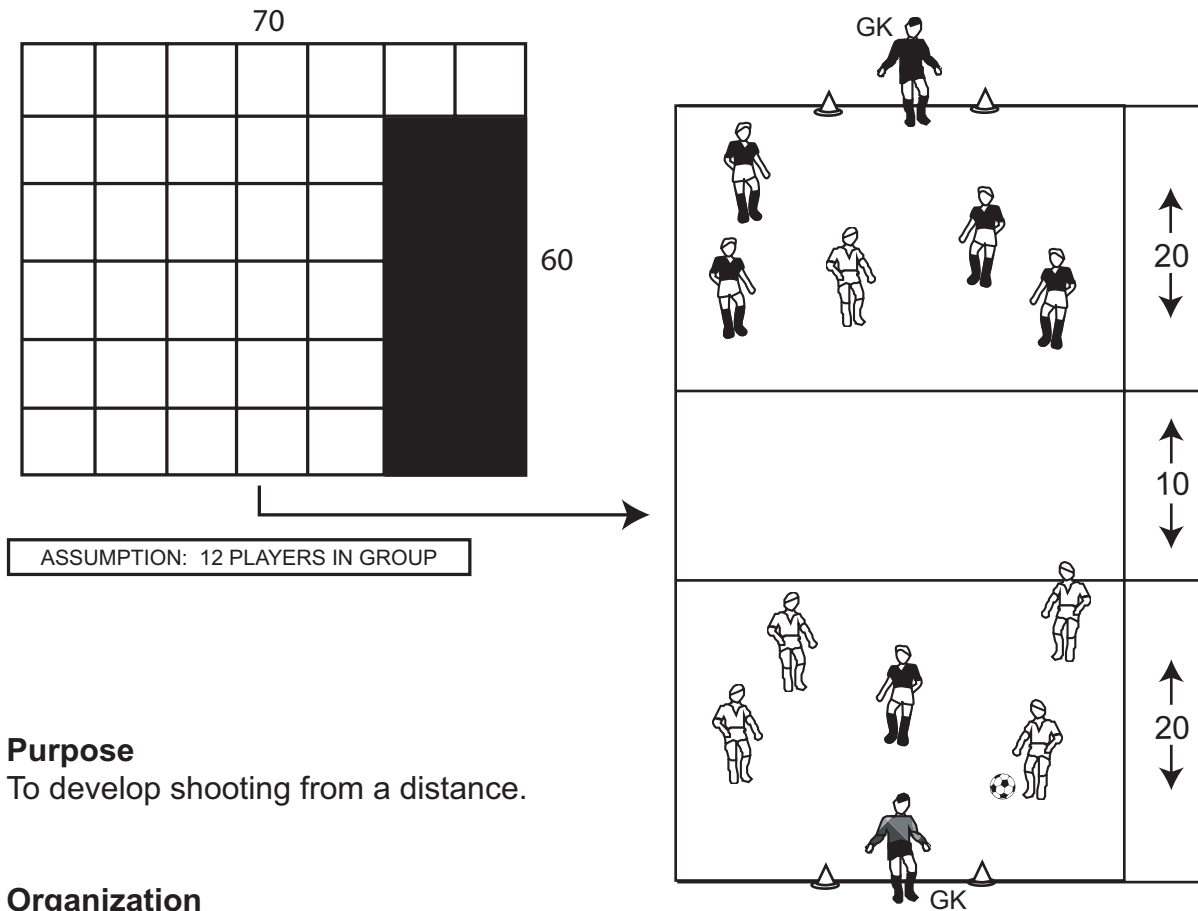 70
60
ASSUMPTION: 12 PLAYERS IN GROUP
Purpose
To develop shooting from a distance.
Organization
GK
20
10
20
GK